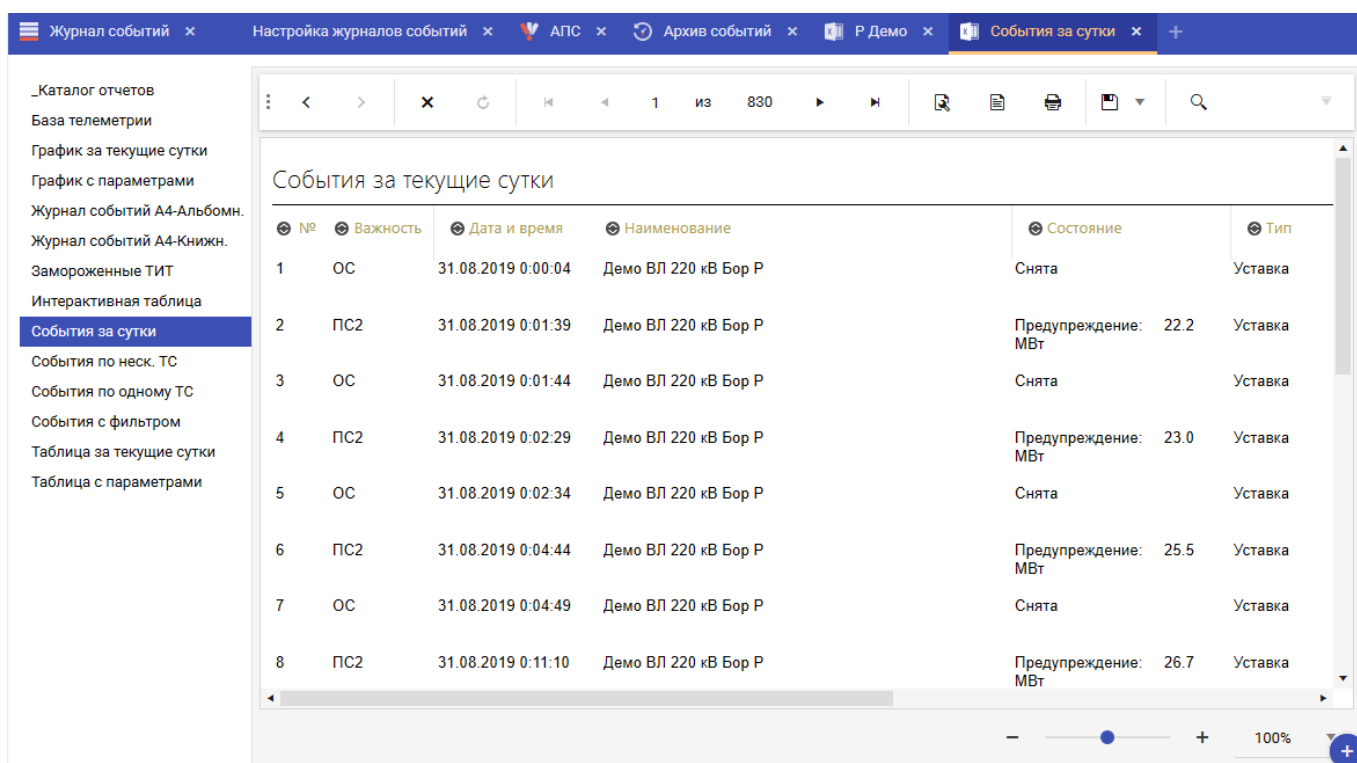 Журнал событий Настройка журналов событий АПС Архив событий Р Демо События за сутки
_Каталог отчетов
База телеметрии
График за текущие сутки
График с параметрами
Журнал событий А4-Альбомн.
Журнал событий А4-Книжн.
Замороженные ТИТ
Интерактивная таблица
События за сутки
События по неск. ТС
События по одному ТС
События с фильтром
Таблица за текущие сутки
Таблица с параметрами
1 из 830
События за текущие сутки
№ Важность Дата и время Наименование Состояние Тип
1 ОС 31.08.2019 0:00:04 Демо ВЛ 220 кВ Бор Р Снята Уставка
2 ПС2 31.08.2019 0:01:39 Демо ВЛ 220 кВ Бор Р Предупреждение: 22.2 Уставка
МВт
3 ОС 31.08.2019 0:01:44 Демо ВЛ 220 кВ Бор Р Снята Уставка
4 ПС2 31.08.2019 0:02:29 Демо ВЛ 220 кВ Бор Р Предупреждение: 23.0 Уставка
МВт
5 ОС 31.08.2019 0:02:34 Демо ВЛ 220 кВ Бор Р Снята Уставка
6 ПС2 31.08.2019 0:04:44 Демо ВЛ 220 кВ Бор Р Предупреждение: 25.5 Уставка
МВт
7 ОС 31.08.2019 0:04:49 Демо ВЛ 220 кВ Бор Р Снята Уставка
8 ПС2 31.08.2019 0:11:10 Демо ВЛ 220 кВ Бор Р Предупреждение: 26.7 Уставка
МВт
100%